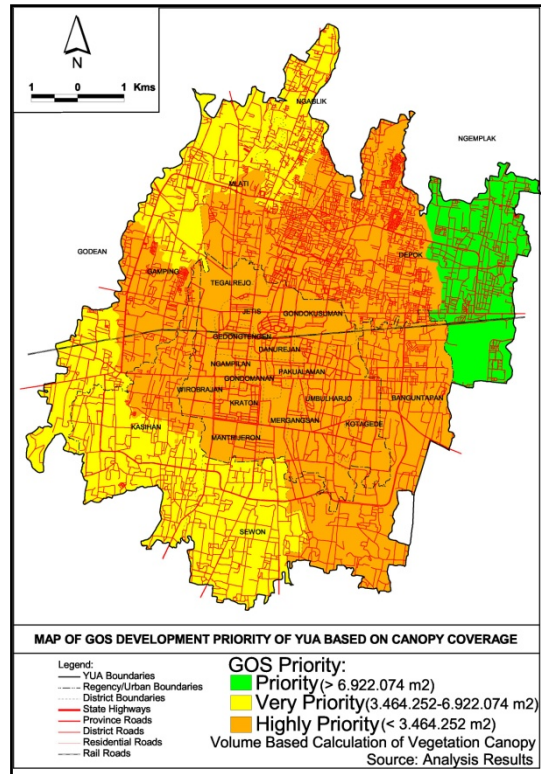 N
1 0 1 Kms
NGAGLIK
NGEMPLAK
MLATI
GODEAN
DEPOK
GAMPING
TEGALREJO
JETIS
GONDOKUSUMAN
GEDONGTENGEN
DANUREJAN
NGAMPILAN
PAKUALAMAN
GONDOMANAN
WIROBRAJAN
UMBULHARJO
BANGUNTAPAN
KRATON
MERGANGSAN
KOTAGEDE
KASIHAN
MANTRIJERON
SEWON
MAP OF GOS DEVELOPMENT PRIORITY OF YUA BASED ON CANOPY COVERAGE
Legend:
YUA Boundaries
Regency/Urban Boundaries
District Boundaries
State Highways
Province Roads
District Roads
Residential Roads
Rail Roads
GOS Priority:
Priority (> 6.922.074 m2)
Very Priority (3.464.252-6.922.074 m2)
Highly Priority (< 3.464.252 m2)
Volume Based Calculation of Vegetation Canopy
Source: Analysis Results